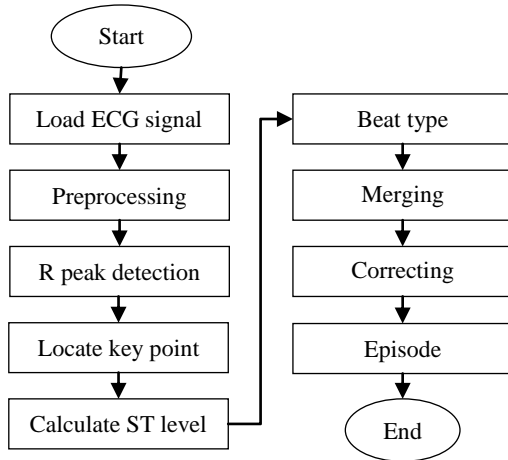 Start
Load ECG signal
Preprocessing
R peak detection
Locate key point
Calculate ST level
Beat type
Merging
Correcting
Episode
End